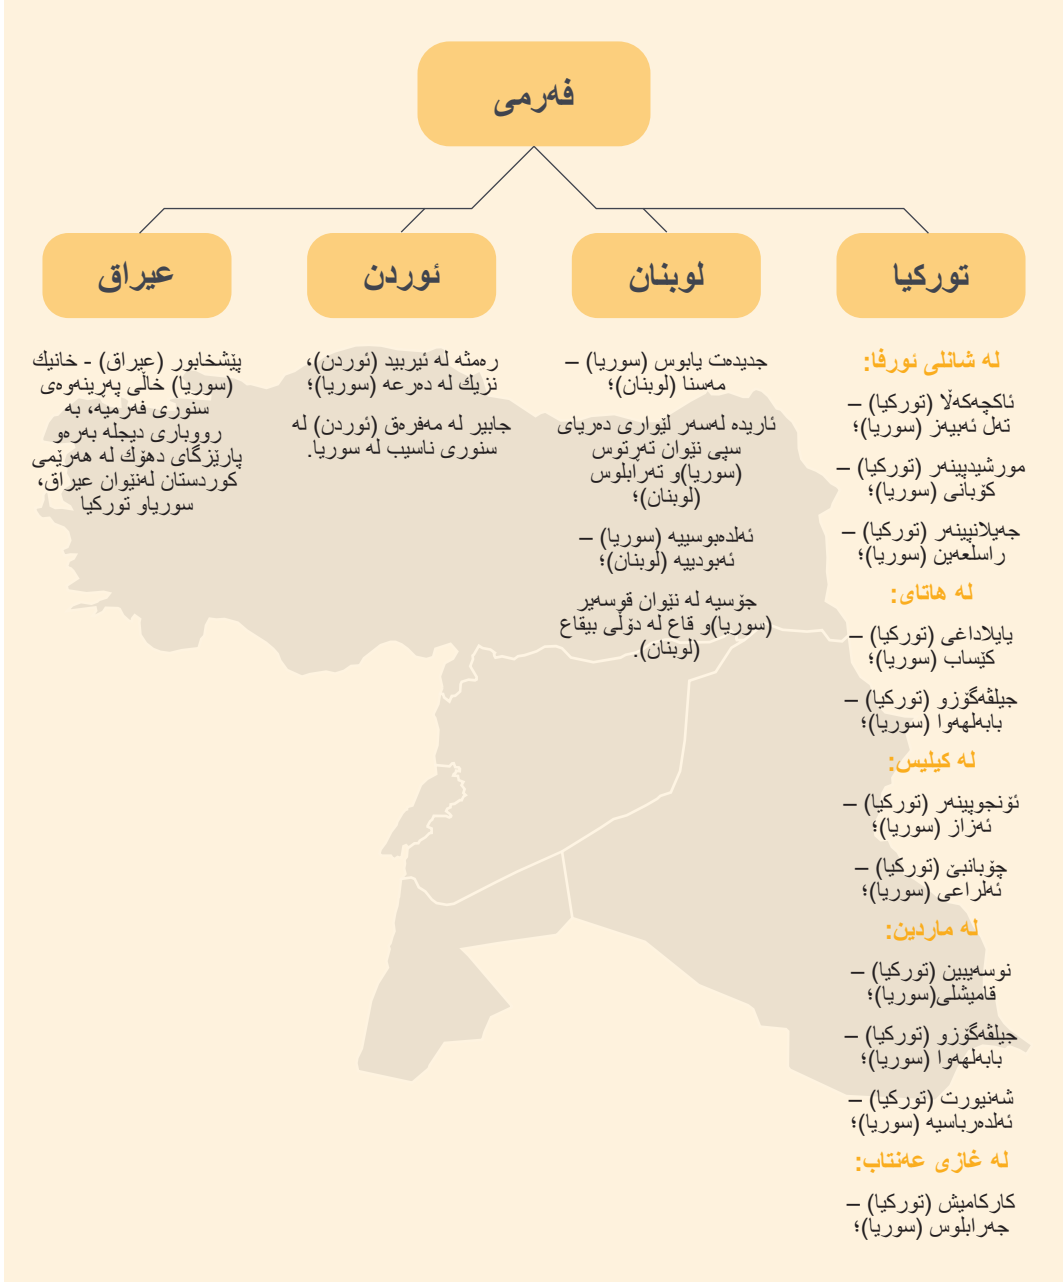 فەرمی
تورکیا
لە شانلی ئورفا:
ئاکچەکەڵا (تورکیا) –
تەل ئەبیەز (سوریا)؛
مورشیدپینەر (تورکیا) –
کۆبانی (سوریا)؛
جەیلانپینەر (تورکیا) –
راسلعەین (سوریا)؛
لە هاتای:
یایلاداغی (تورکیا) –
کێساب (سوریا)؛
جیلڤەگۆزو (تورکیا) –
بابەلهەوا (سوریا)؛
لە کیلیس:
ئۆنجوپینەر (تورکیا) –
ئەزاز (سوریا)؛
چۆبانبێ (تورکیا) –
ئەلراعی (سوریا)؛
لە ماردین:
نوسەیبین (تورکیا) –
قامیشلی(سوریا)؛
جیلڤەگۆزو (تورکیا) –
بابەلهەوا (سوریا)؛
شەنیورت (تورکیا) –
ئەلدەرباسیە (سوریا)؛
لە غازی عەنتاب:
کارکامیش (تورکیا) –
جەرابلوس (سوریا)؛
لوبنان
جدیدەت یابوس (سوریا) –
مەسنا (لوبنان)؛
ئاریدە لەسەر لێواری دەریای
سپی نێوان تەرتوس
(سوریا)و تەرابلوس
(لوبنان)؛
ئەلدەبوسییە (سوریا) –
ئەبودییە (لوبنان)؛
جۆسیە لە نێوان قوسەیر
(سوریا)و قاع لە دۆڵی بیقاع
(لوبنان).
ئوردن
رەمثە لە ئیربید (ئوردن)،
نزیك لە دەرعە (سوریا)؛
جابیر لە مەفرەق (ئوردن) لە
سنوری ناسیب لە سوریا.
عیراق
پێشخابور (عیراق) - خانیك
(سوریا) خاڵی پەڕینەوەی
سنوری فەرمیە، بە
رووباری دیجلە بەرەو
پارێزگای دهۆك لە هەرێمی
کوردستان لەنێوان عیراق،
سوریاو تورکیا